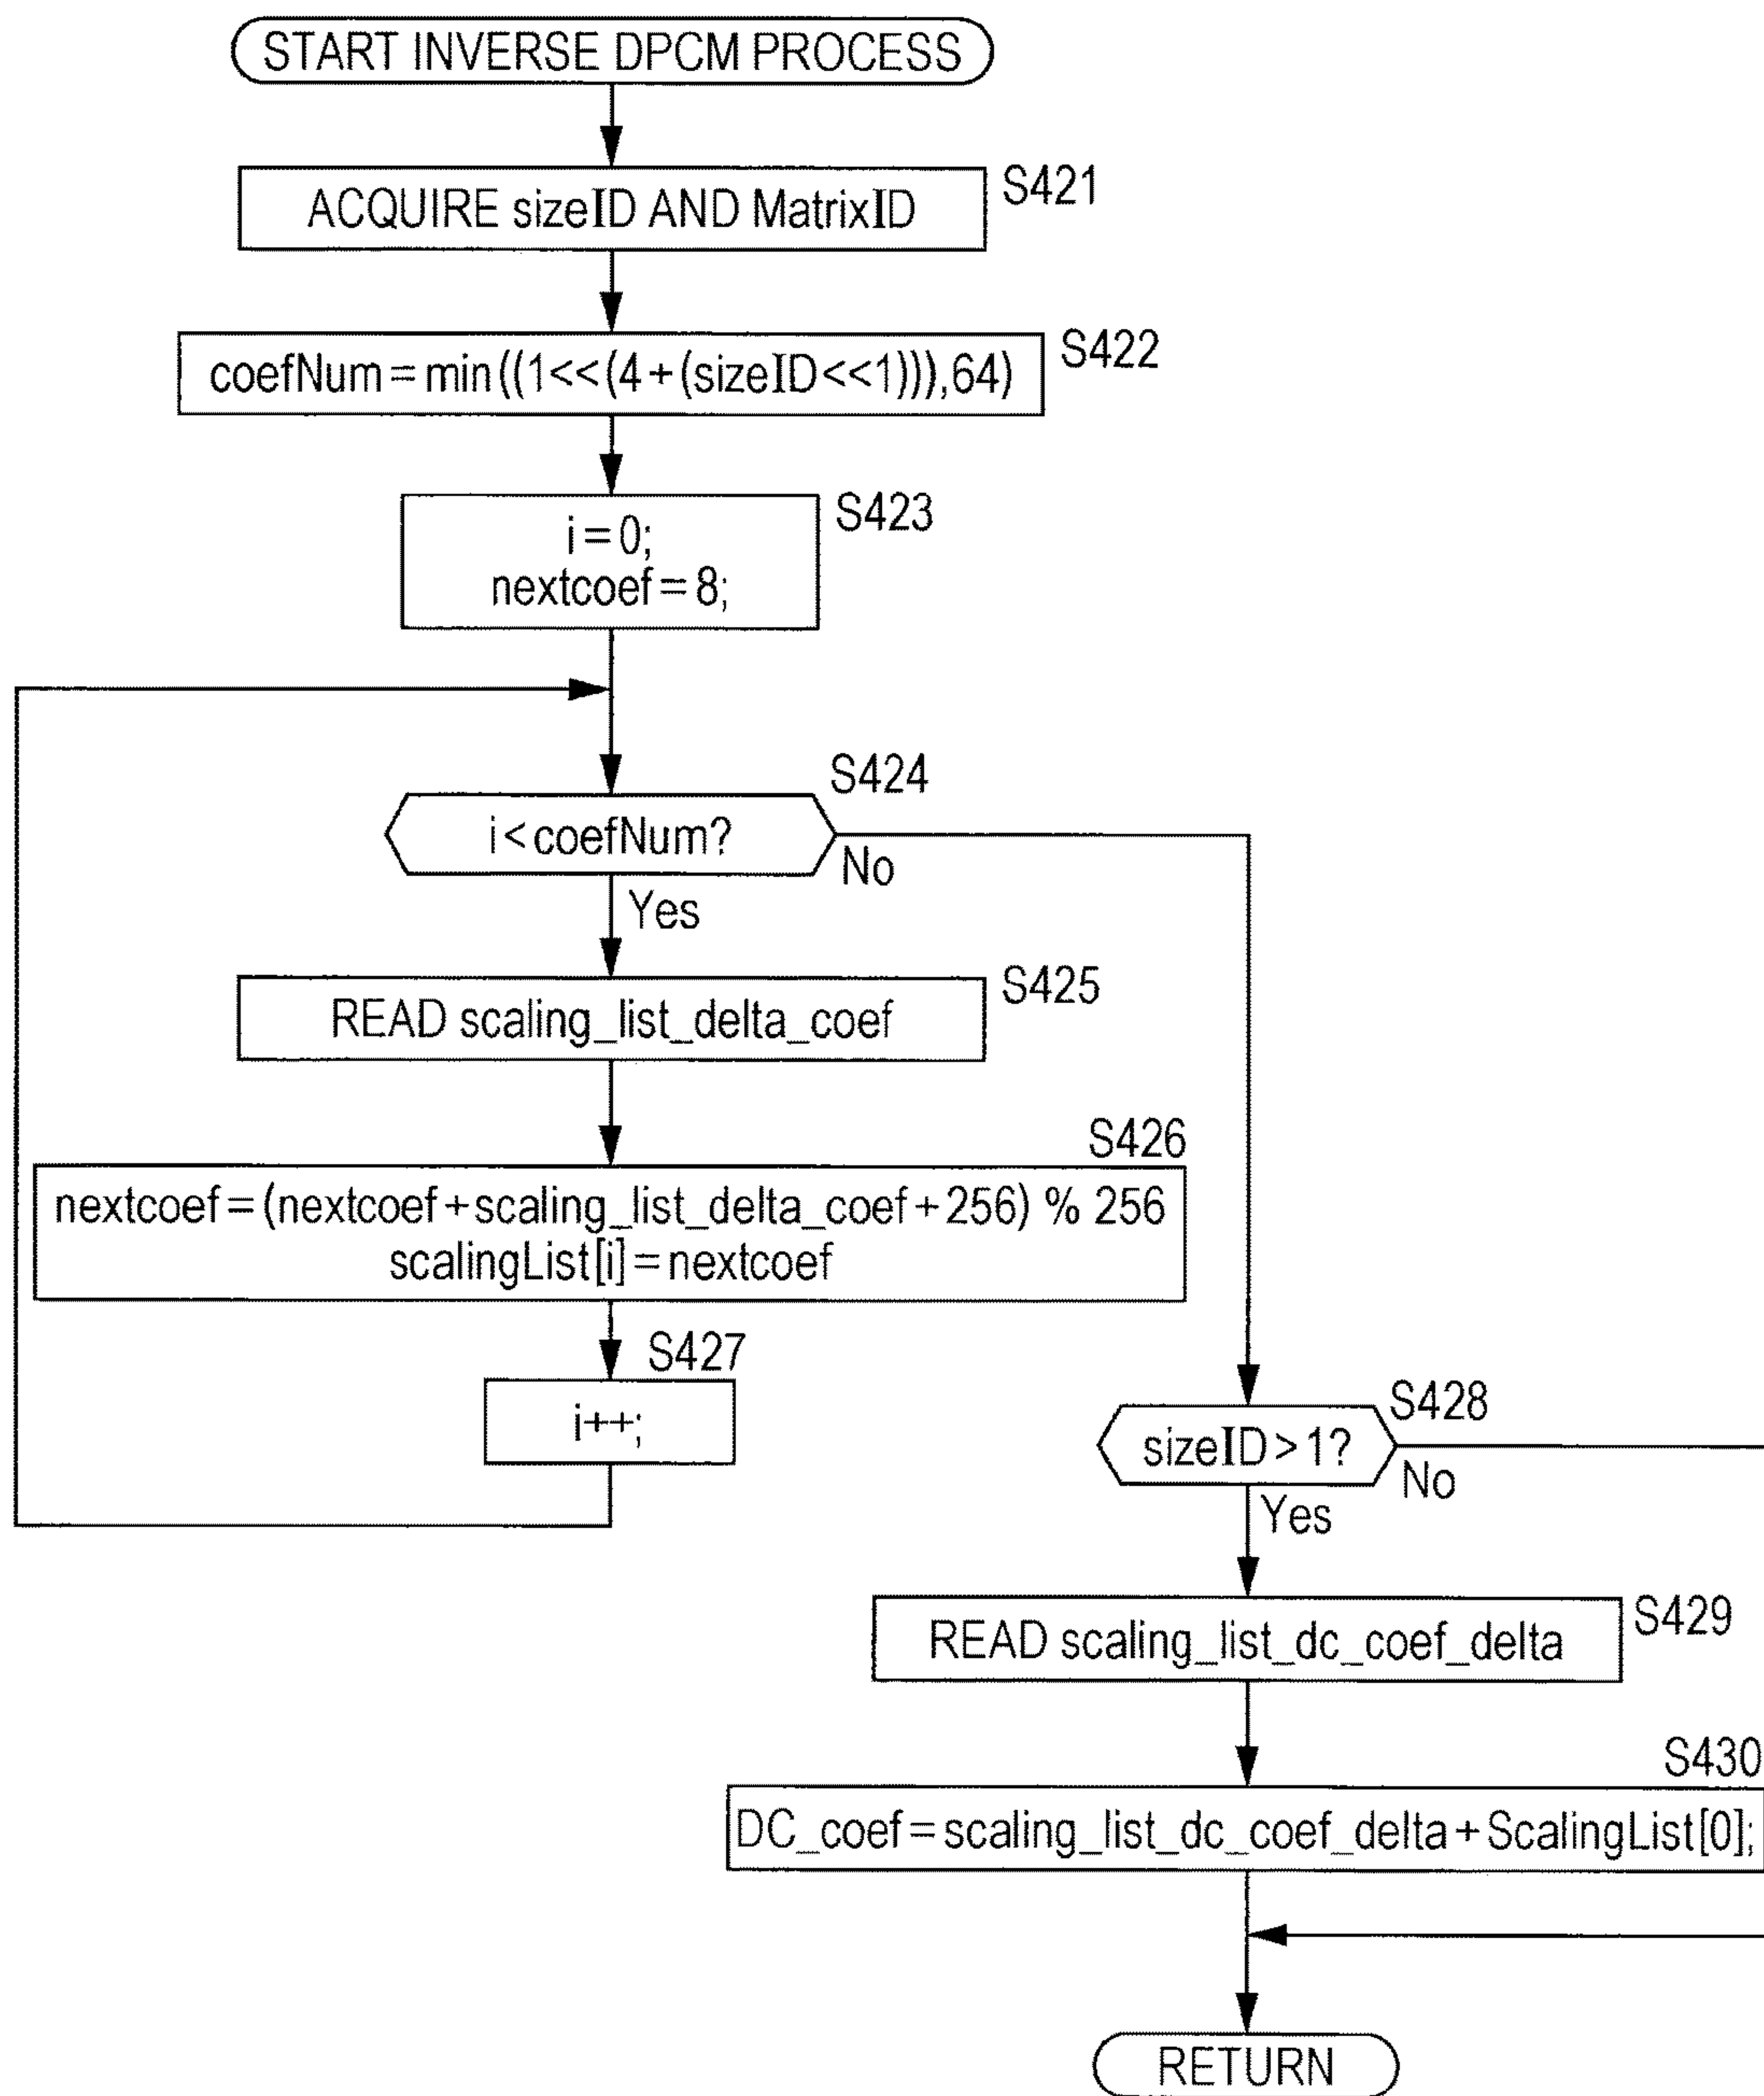 START INVERSE DPCM PROCESS
ACQUIRE sizeID AND MatrixID
S421
coefNum=min((1<<(4+(sizeID<<1))),64)
S422
i=0;
nextcoef=8;
S423
S424
i<coefNum?
No
Yes
READ scaling_list_delta_coef
S425
S426
nextcoef=(nextcoef+scaling_list_delta_coef+256) % 256
scalingList[i]=nextcoef
S427
i++;
S428
sizeID>1?
No
Yes
READ scaling_list_dc_coef_delta
S429
S430
DC_coef=scaling_list_dc_coef_delta+ScalingList[0];
RETURN